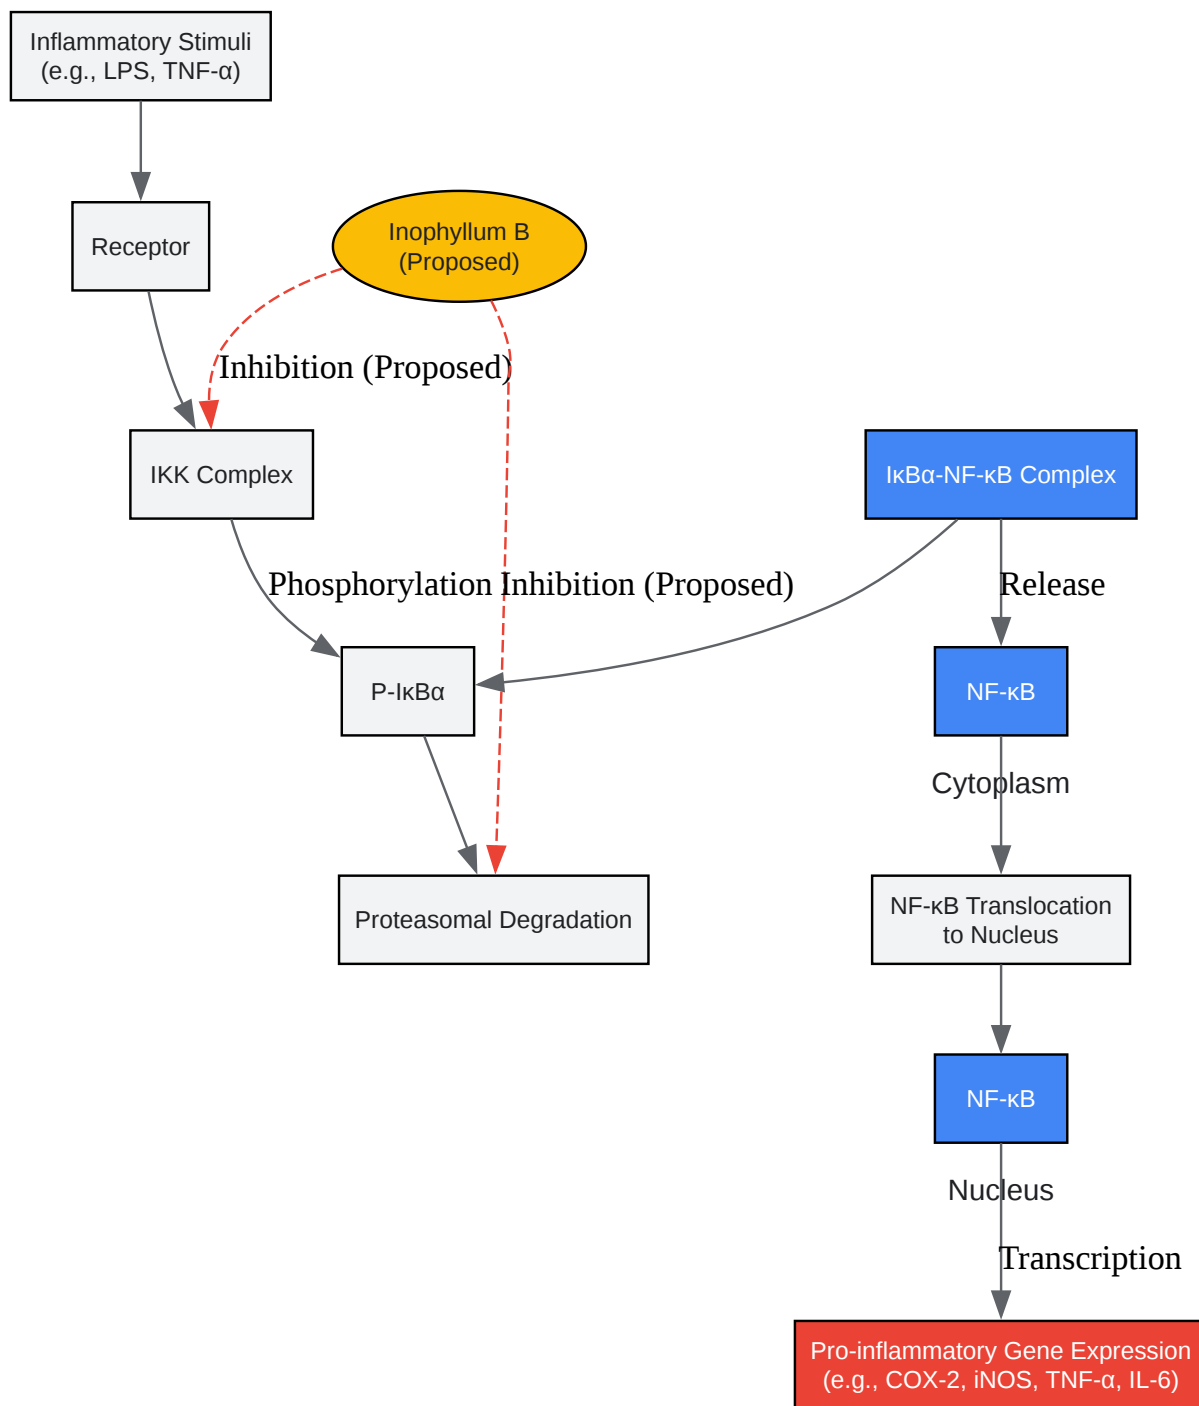 Inflammatory Stimuli
(e.g., LPS, TNF-α)
Receptor
Inophyllum B
(Proposed)
Inhibition (Proposed)
IKK Complex
IκBα-NF-κB Complex
Phosphorylation
Inhibition (Proposed)
Release
P-IκBα
NF-κB
Cytoplasm
Proteasomal Degradation
NF-κB Translocation
to Nucleus
NF-κB
Nucleus
Transcription
Pro-inflammatory Gene Expression
(e.g., COX-2, iNOS, TNF-α, IL-6)